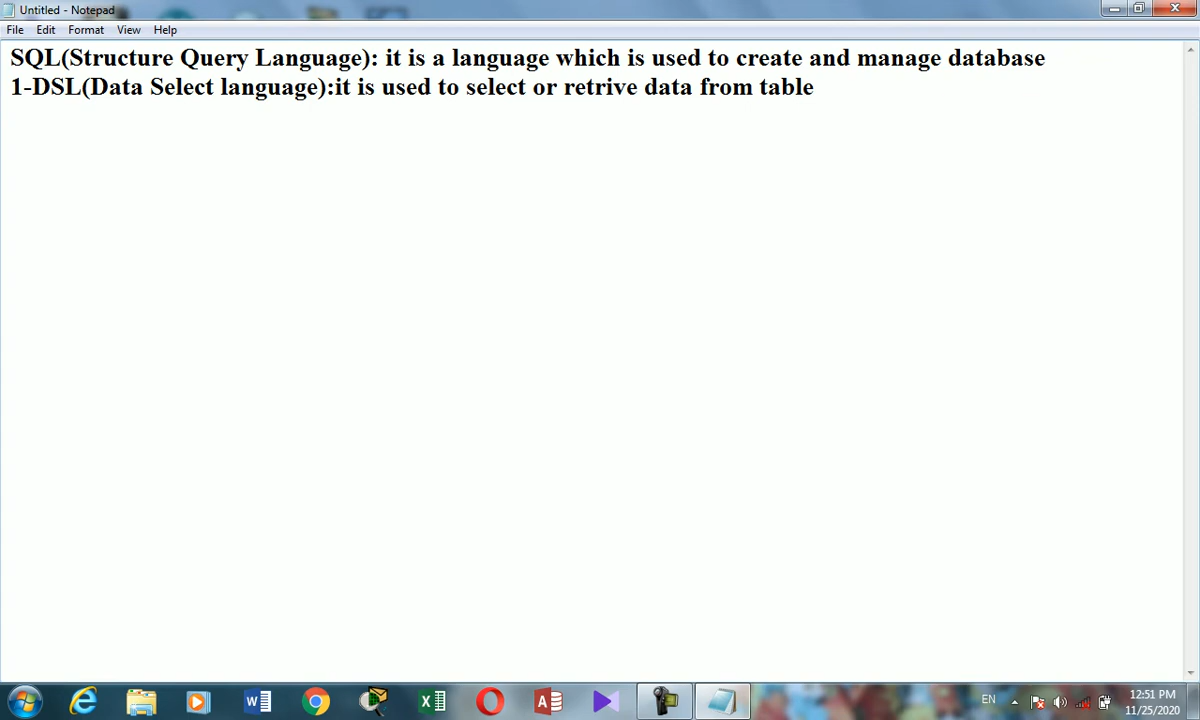 Untitled - Notepad
File Edit Format View Help
SQL(Structure Query Language): it is a language which is used to create and manage database
1-DSL(Data Select language):it is used to select or retrive data from table
EN
12:51 PM
11/25/2020